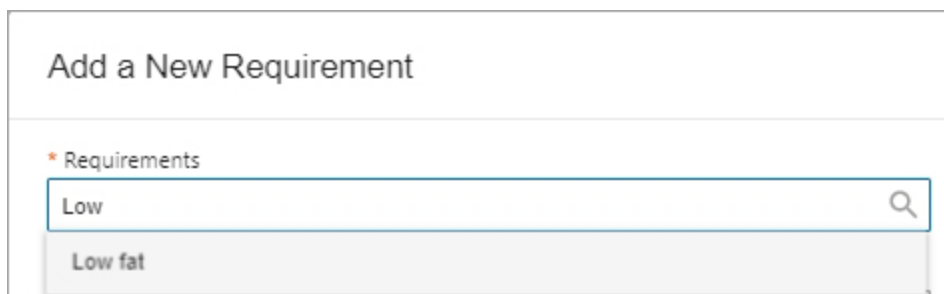 Add a New Requirement
* Requirements
Low
Low fat